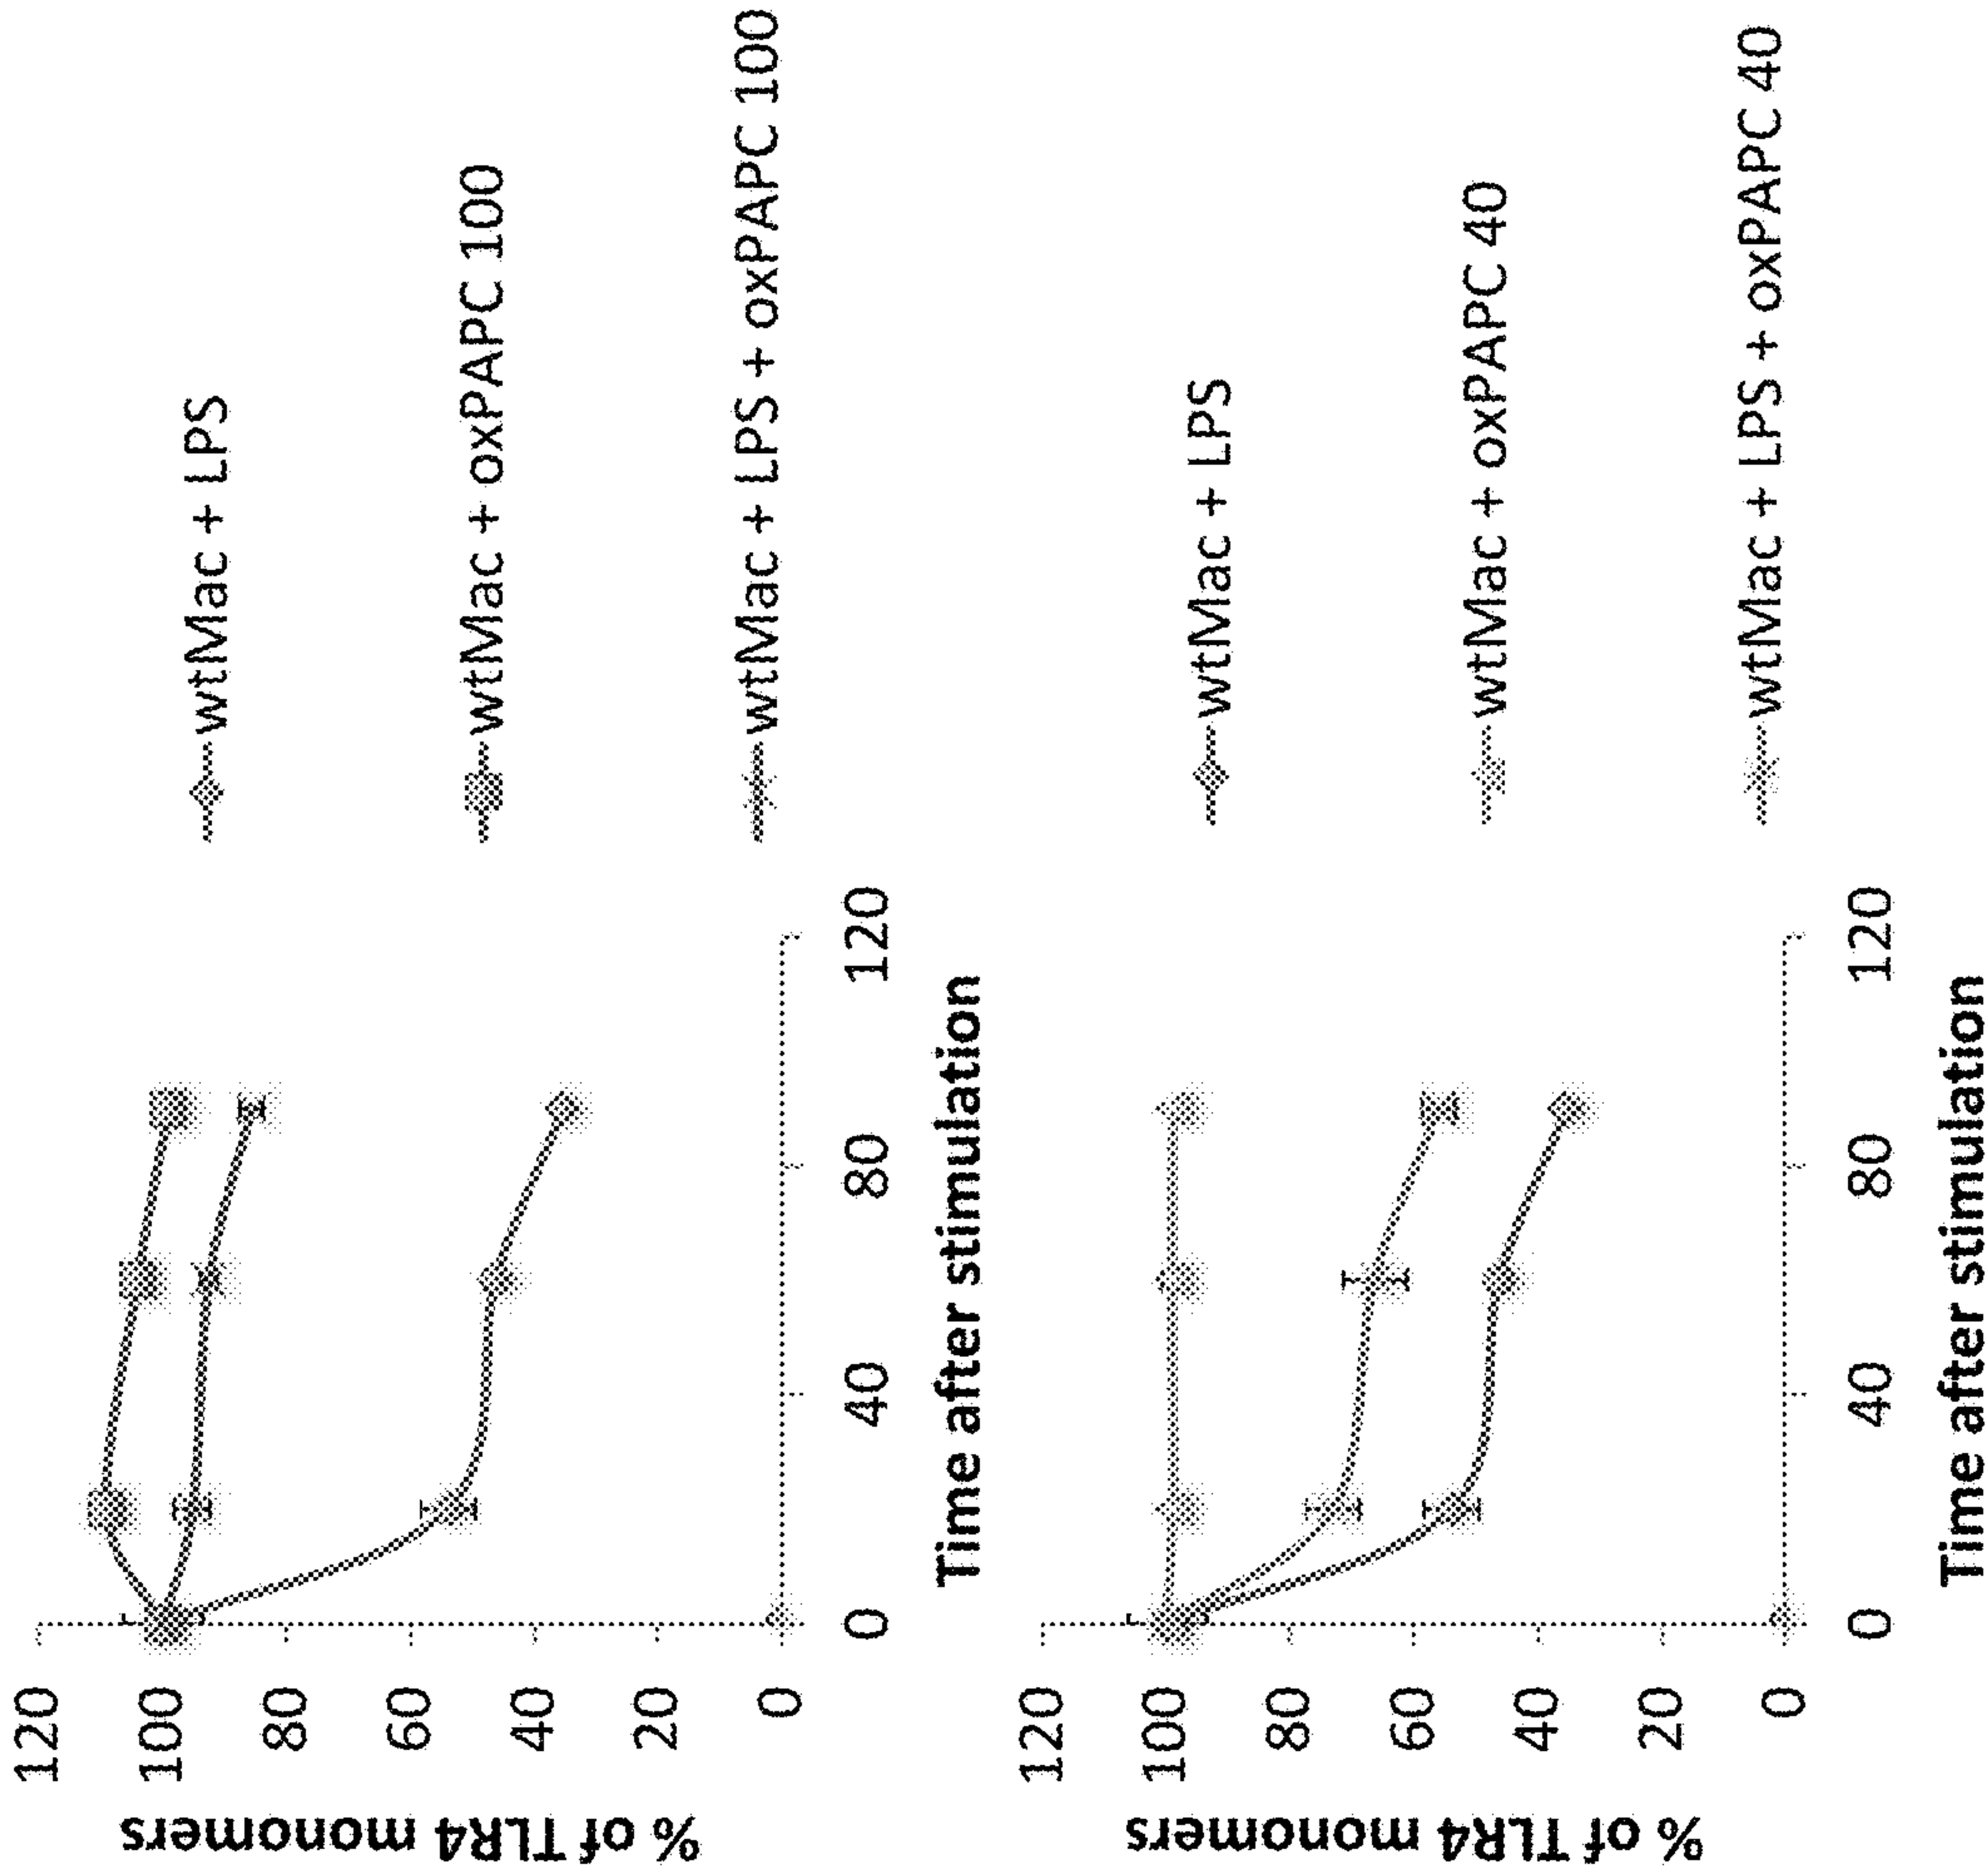 % of TLR4 monomers
120
100
80
60
40
20
0
0
40
80
120
Time after stimulation
wtMac + LPS
wtMac + oxPAPC 100
wtMac + LPS + oxPAPC 100
% of TLR4 monomers
120
100
80
60
40
20
0
0
40
80
120
Time after stimulation
wtMac + LPS
wtMac + oxPAPC 40
wtMac + LPS + oxPAPC 40